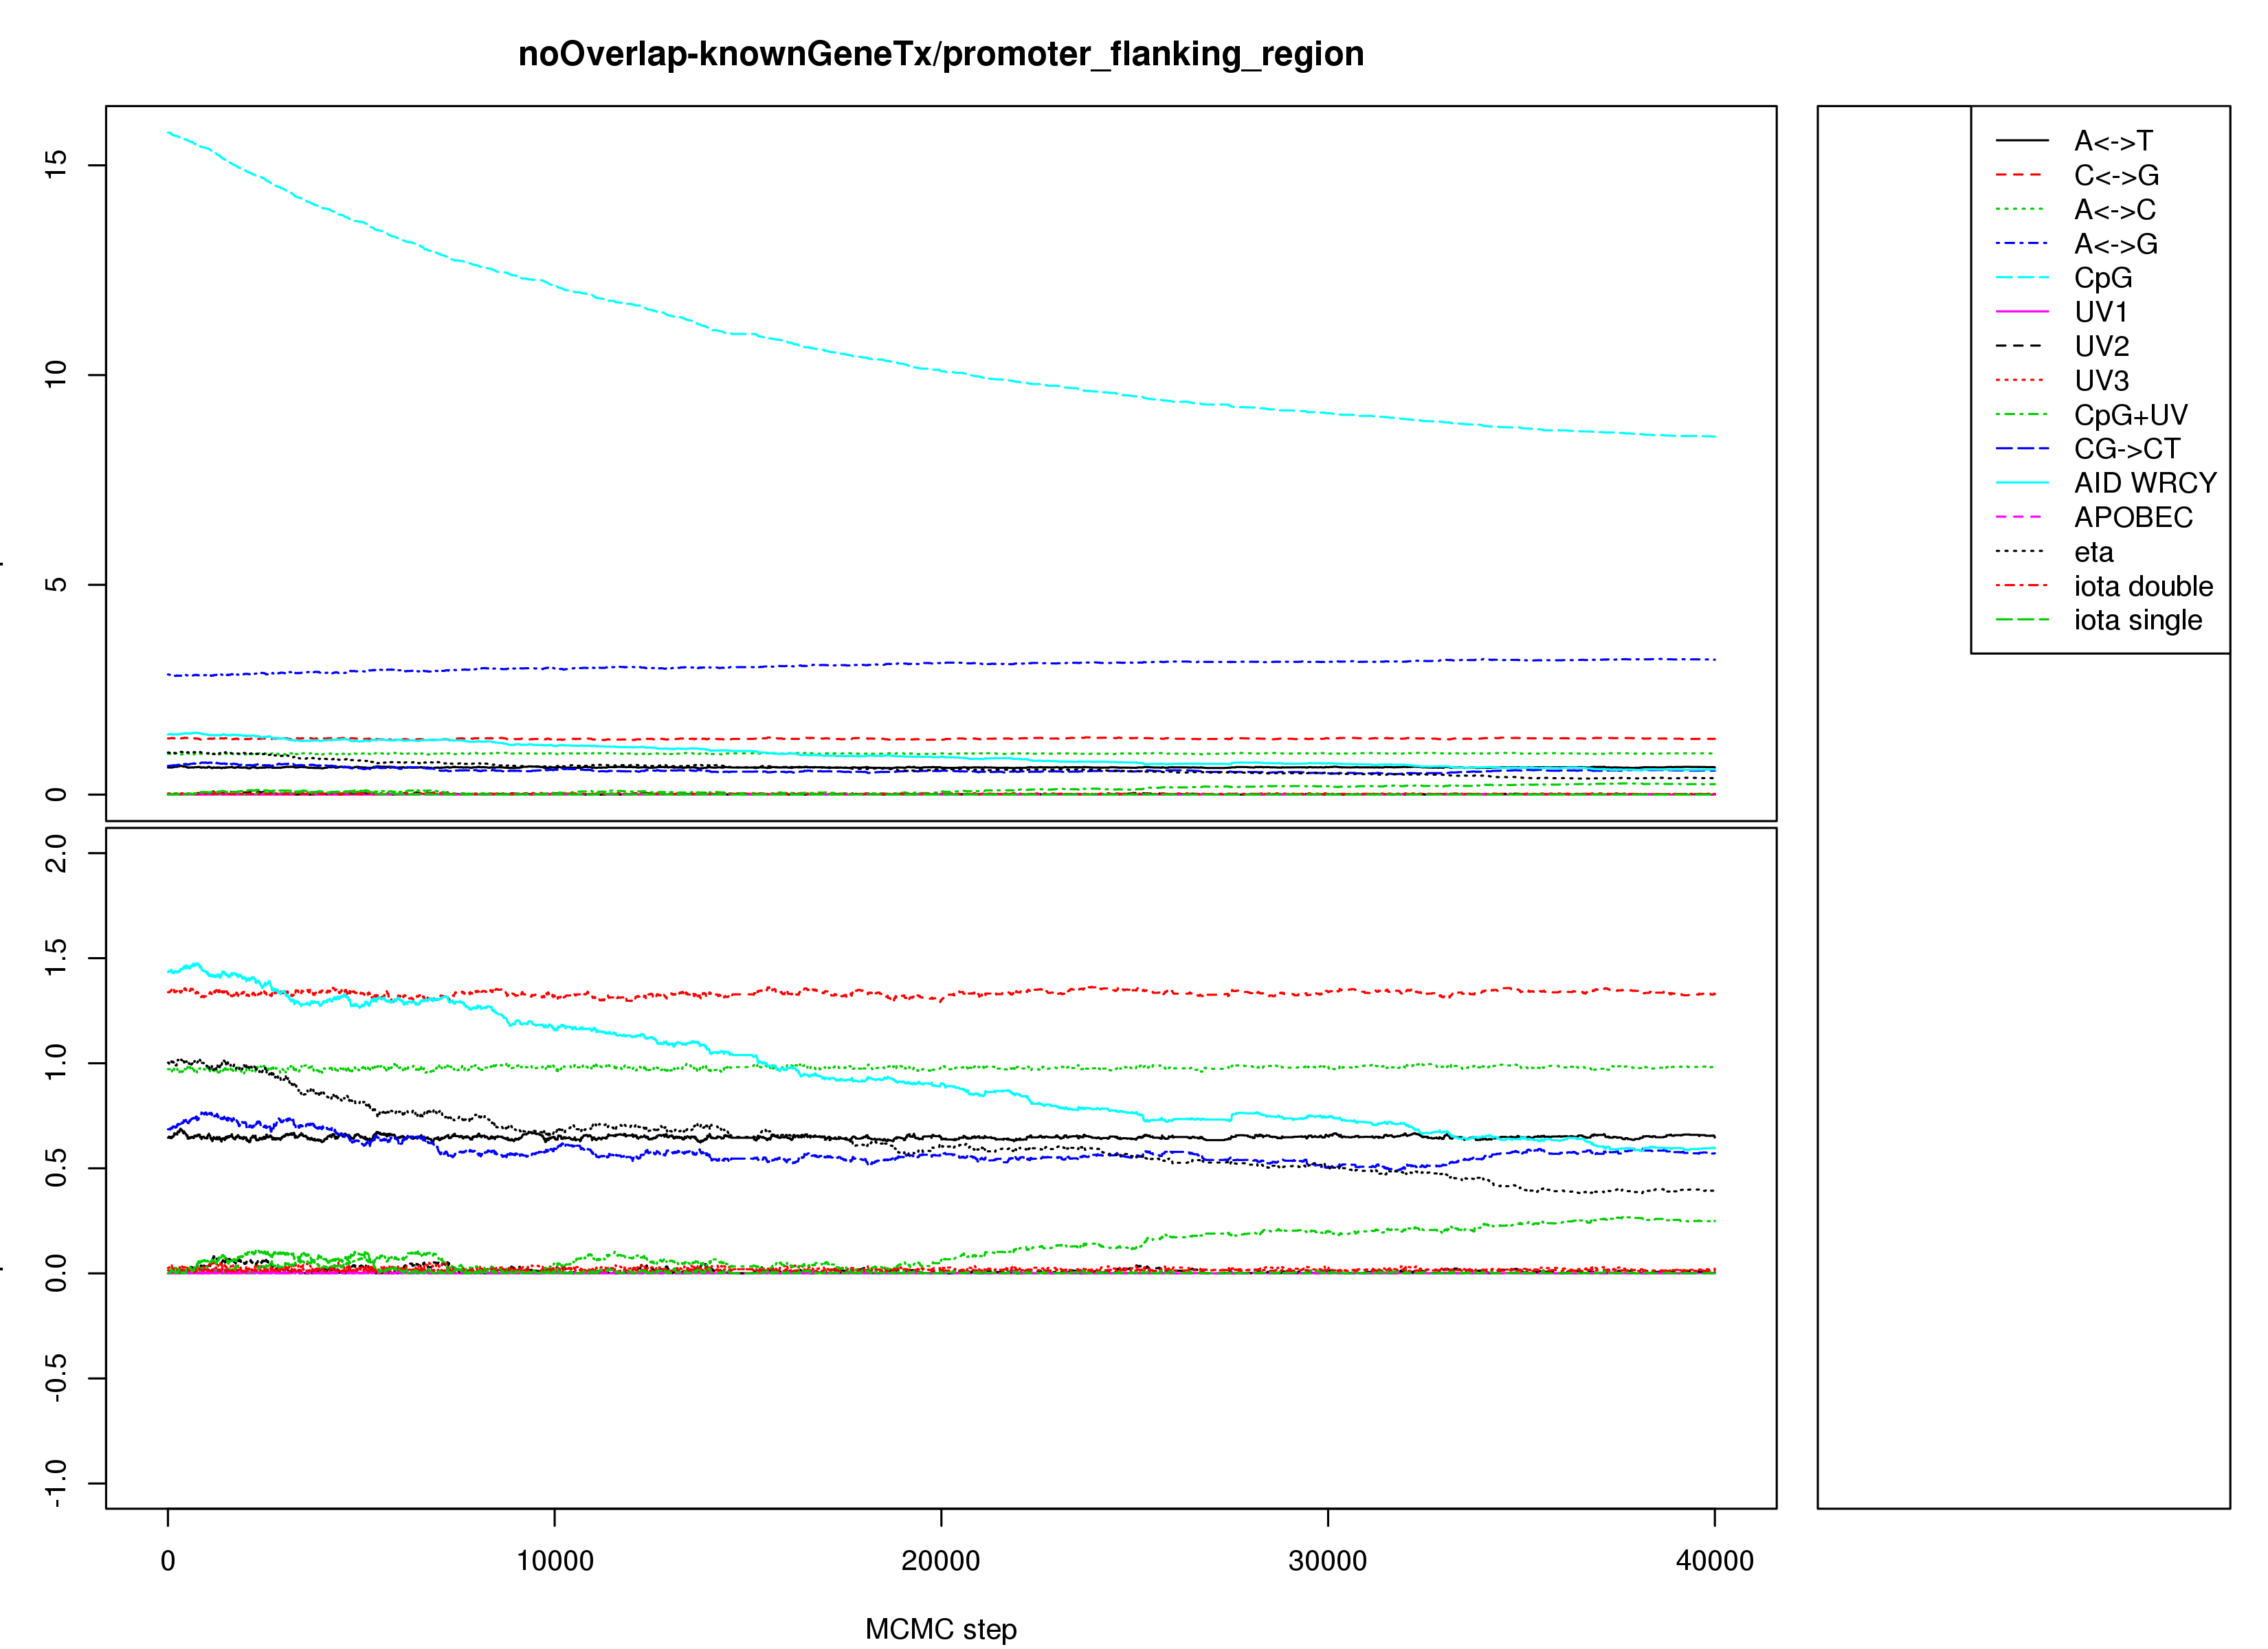 noOverlap-knownGeneTx/promoter_flanking_region
15
10
5
0
2.0
1.5
1.0
0.5
0.0
-0.5
-1.0
0 10000 20000 30000 40000
MCMC step
A<->T
C<->G
A<->C
A<->G
CpG
UV1
UV2
UV3
CpG+UV
CG->CT
AID WRCY
APOBEC
eta
iota double
iota single